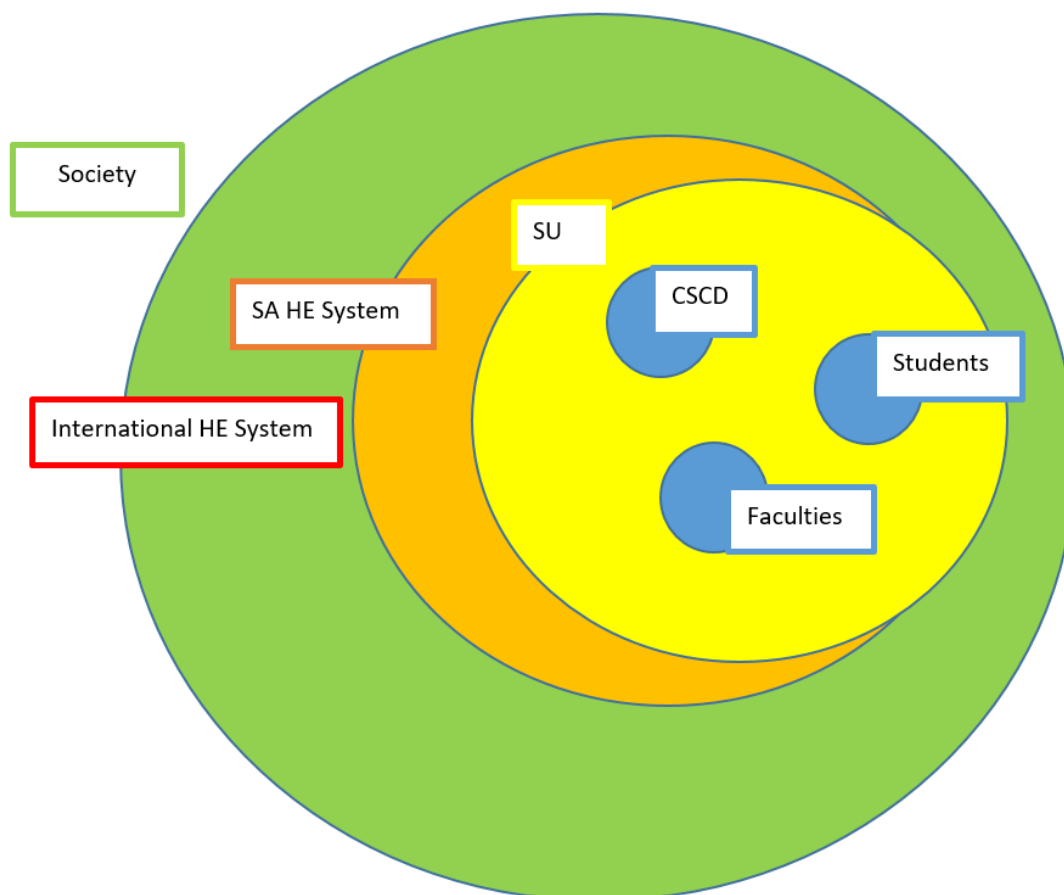 Society
SU
CSCD
SA HE System
Students
International HE System
Faculties